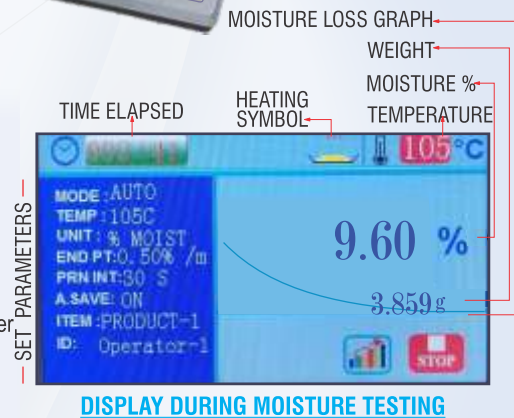 MOISTURE LOSS GRAPH
WEIGHT
MOISTURE %
TEMPERATURE
HEATING
SYMBOL
TIME ELAPSED
105°C
SET PARAMETERS
MODE : AUTO
TEMP : 105C
UNIT : % MOIST
END PT:0.50% /m
PRN INT:30 S
A.SAVE: ON
ITEM :PRODUCT-1
ID: Operator-1
9.60 %
3.859g
STOP
er
DISPLAY DURING MOISTURE TESTING